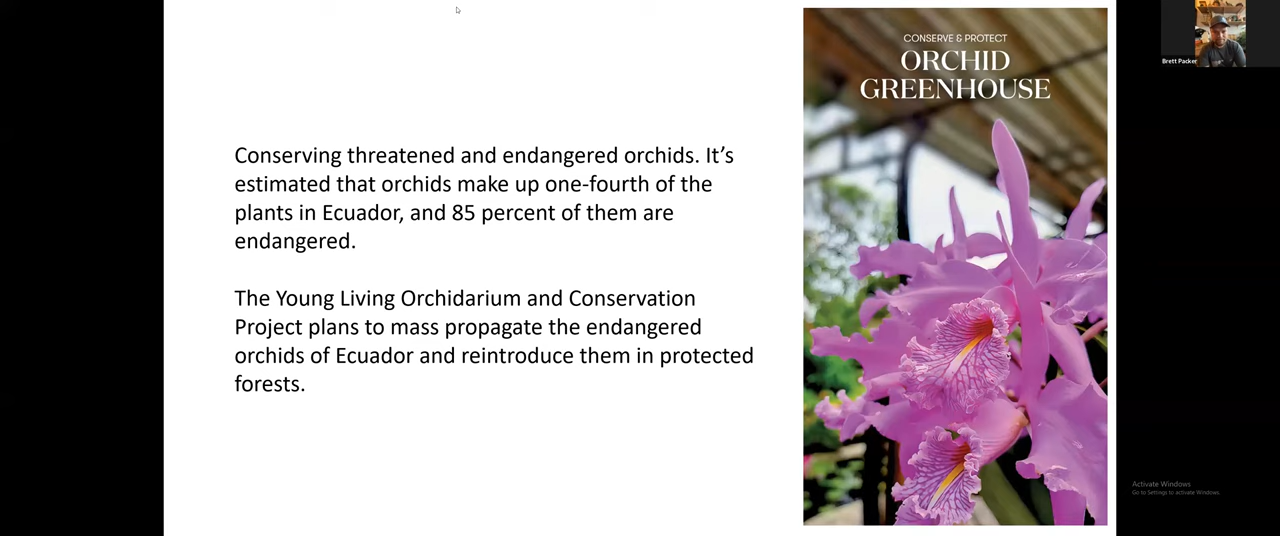 Conserving threatened and endangered orchids. It’s
estimated that orchids make up one-fourth of the
plants in Ecuador, and 85 percent of them are
endangered.
The Young Living Orchidarium and Conservation
Project plans to mass propagate the endangered
orchids of Ecuador and reintroduce them in protected
forests.
CONSERVE & PROTECT
ORCHID
GREENHOUSE
Brett Packer
Activate Windows
Go to Settings to activate Windows.